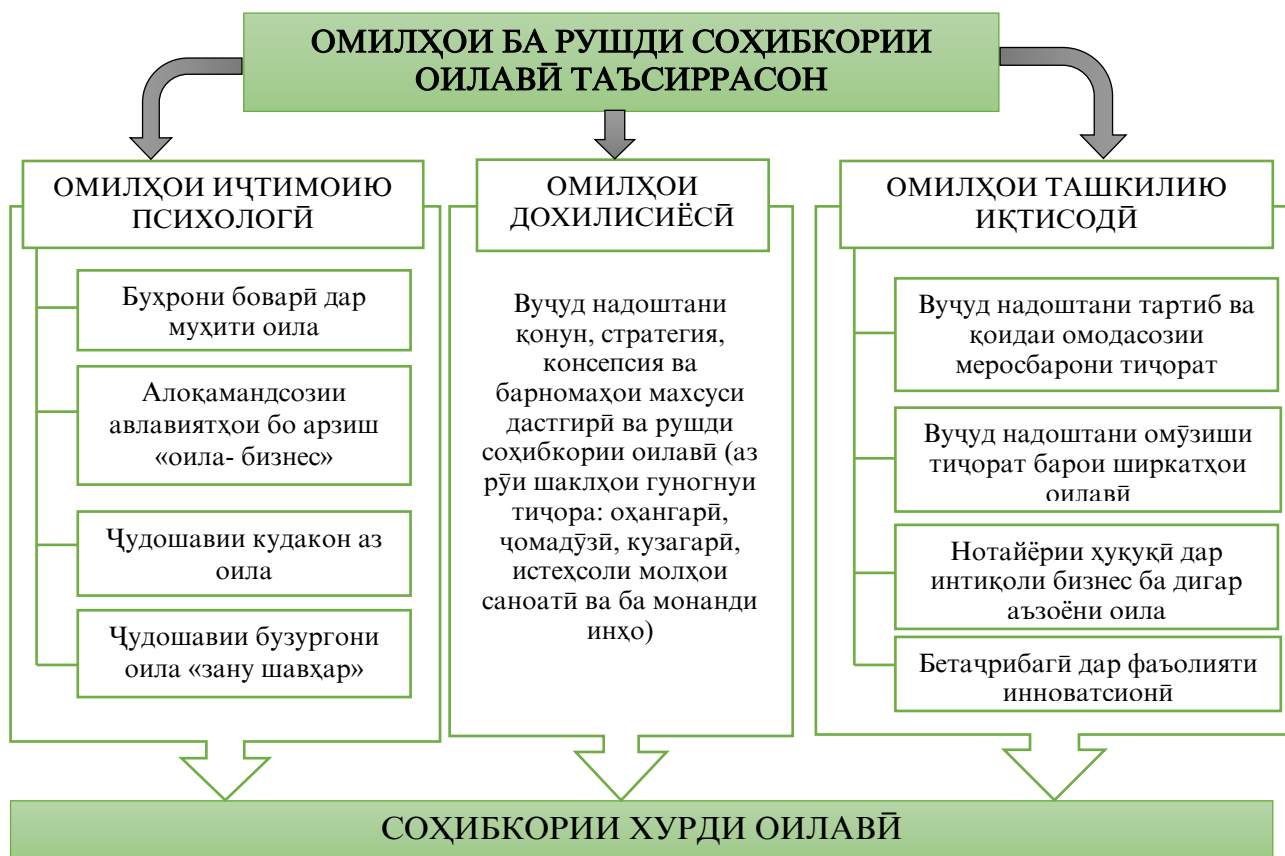 ОМИЛҲОИ БА РУШДИ СОҲИБКОРИИ
ОИЛАВӢ ТАЪСИРРАСОН
ОМИЛҲОИ ИҶТИМОИЮ
ПСИХОЛОГӢ
Буҳрони боварӣ дар
муҳити оила
Алоқамандсозии
авлавиятҳои бо арзиш
«оила- бизнес»
Ҷудошавии кудакон аз
оила
Ҷудошавии бузургони
оила «зану шавҳар»
ОМИЛҲОИ
ДОХИЛИСИЁСӢ
Вуҷуд надоштани
қонун, стратегия,
консепсия ва
барномаҳои махсуси
дастгирӣ ва рушди
соҳибкории оилавӣ (аз
рӯи шаклҳои гуногнуи
тиҷора: оҳангарӣ,
ҷомадӯзӣ, кузагарӣ,
истеҳсоли молҳои
саноатӣ ва ба монанди
инҳо)
ОМИЛҲОИ ТАШКИЛИЮ
ИҚТИСОДӢ
Вуҷуд надоштани тартиб ва
қоидаи омодасозии
меросбарони тиҷорат
Вуҷуд надоштани омӯзиши
тиҷорат барои ширкатҳои
оилавӣ
Нотайёрии ҳуқуқӣ дар
интиқоли бизнес ба дигар
аъзоёни оила
Бетаҷрибагӣ дар фаъолияти
инноватсионӣ
СОҲИБКОРИИ ХУРДИ ОИЛАВӢ